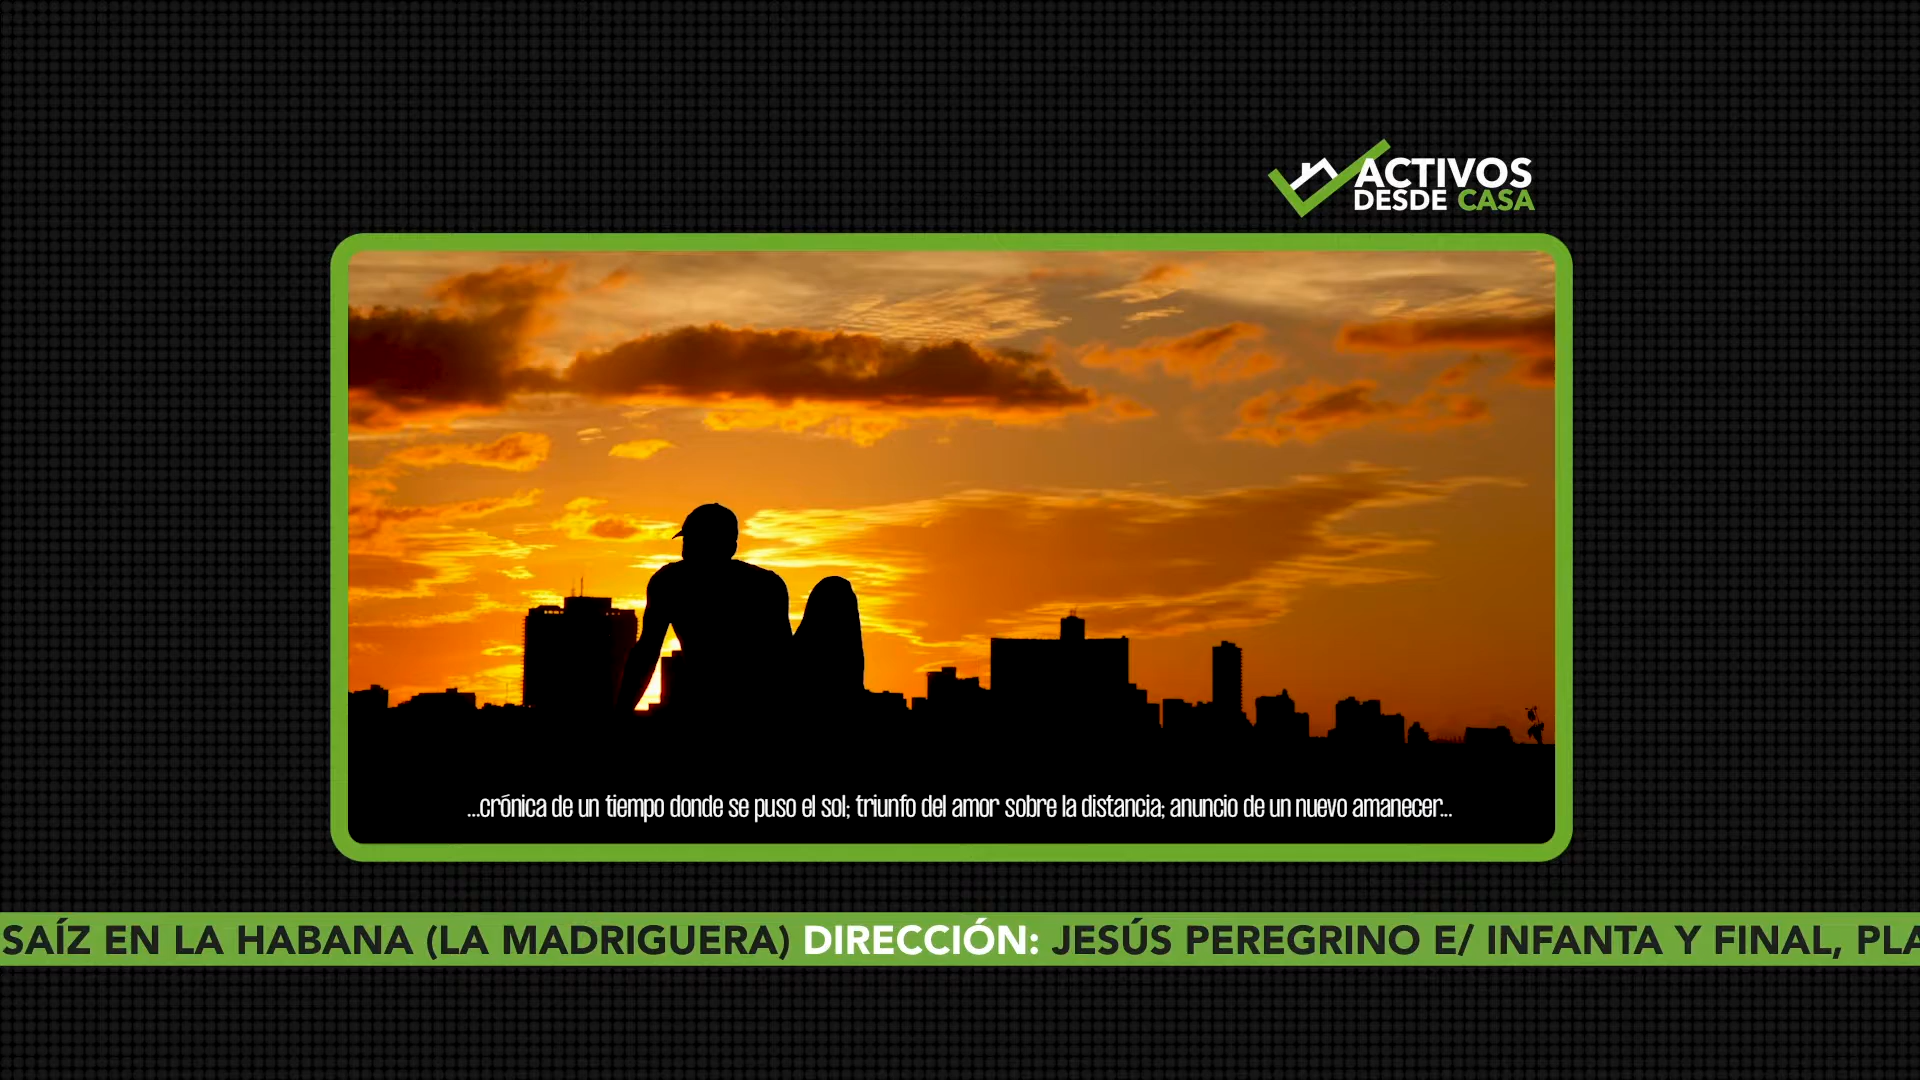 ACTIVOS
DESDE CASA
...crónica de un tiempo donde se puso el sol; triunfo del amor sobre la distancia; anuncio de un nuevo amanecer...
SAÍZ EN LA HABANA (LA MADRIGUERA) DIRECCIÓN: JESÚS PEREGRINO E/ INFANTA Y FINAL, PLA